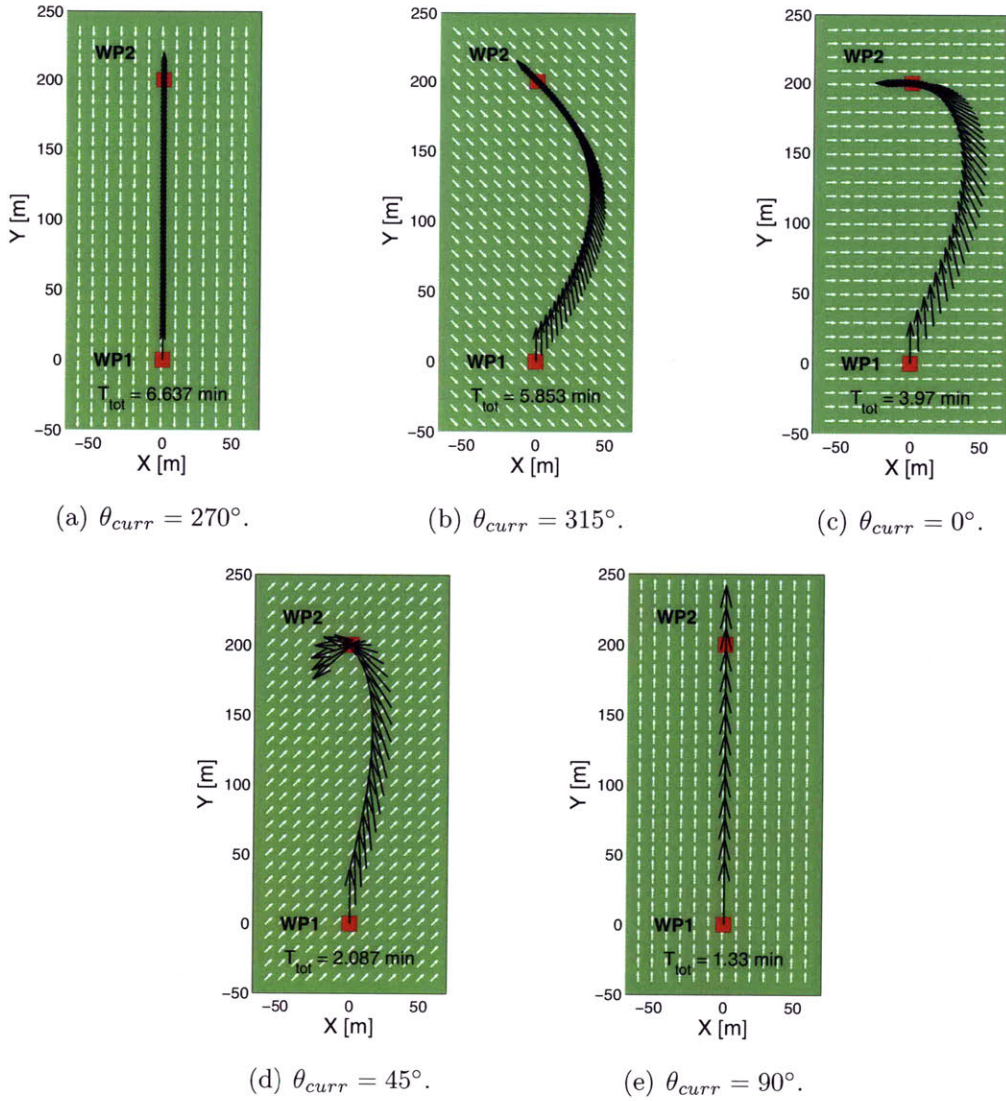 250
WP2
200
150
Y [m]
100
50
0
WP1
T_tot = 6.637 min
−50
−50 0 50
X [m]
(a) θ_curr = 270°.
250
WP2
200
150
Y [m]
100
50
0
WP1
T_tot = 5.853 min
−50
−50 0 50
X [m]
(b) θ_curr = 315°.
250
WP2
200
150
Y [m]
100
50
0
WP1
T_tot = 3.97 min
−50
−50 0 50
X [m]
(c) θ_curr = 0°.
250
WP2
200
150
Y [m]
100
50
0
WP1
T_tot = 2.087 min
−50
−50 0 50
X [m]
(d) θ_curr = 45°.
250
WP2
200
150
Y [m]
100
50
0
WP1
T_tot = 1.33 min
−50
−50 0 50
X [m]
(e) θ_curr = 90°.